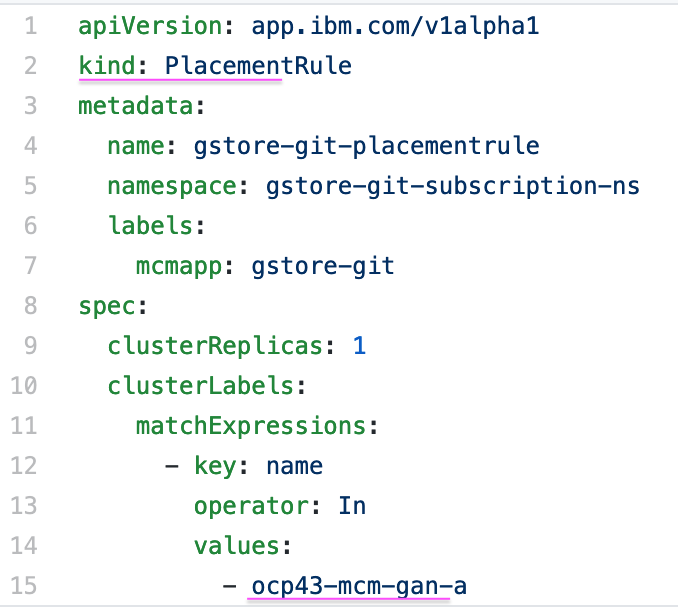 1 apiVersion: app.ibm.com/v1alpha1
2 kind: PlacementRule
3 metadata:
4   name: gstore-git-placementrule
5   namespace: gstore-git-subscription-ns
6   labels:
7     mcmapp: gstore-git
8 spec:
9   clusterReplicas: 1
10   clusterLabels:
11     matchExpressions:
12       - key: name
13         operator: In
14         values:
15           - ocp43-mcm-gan-a